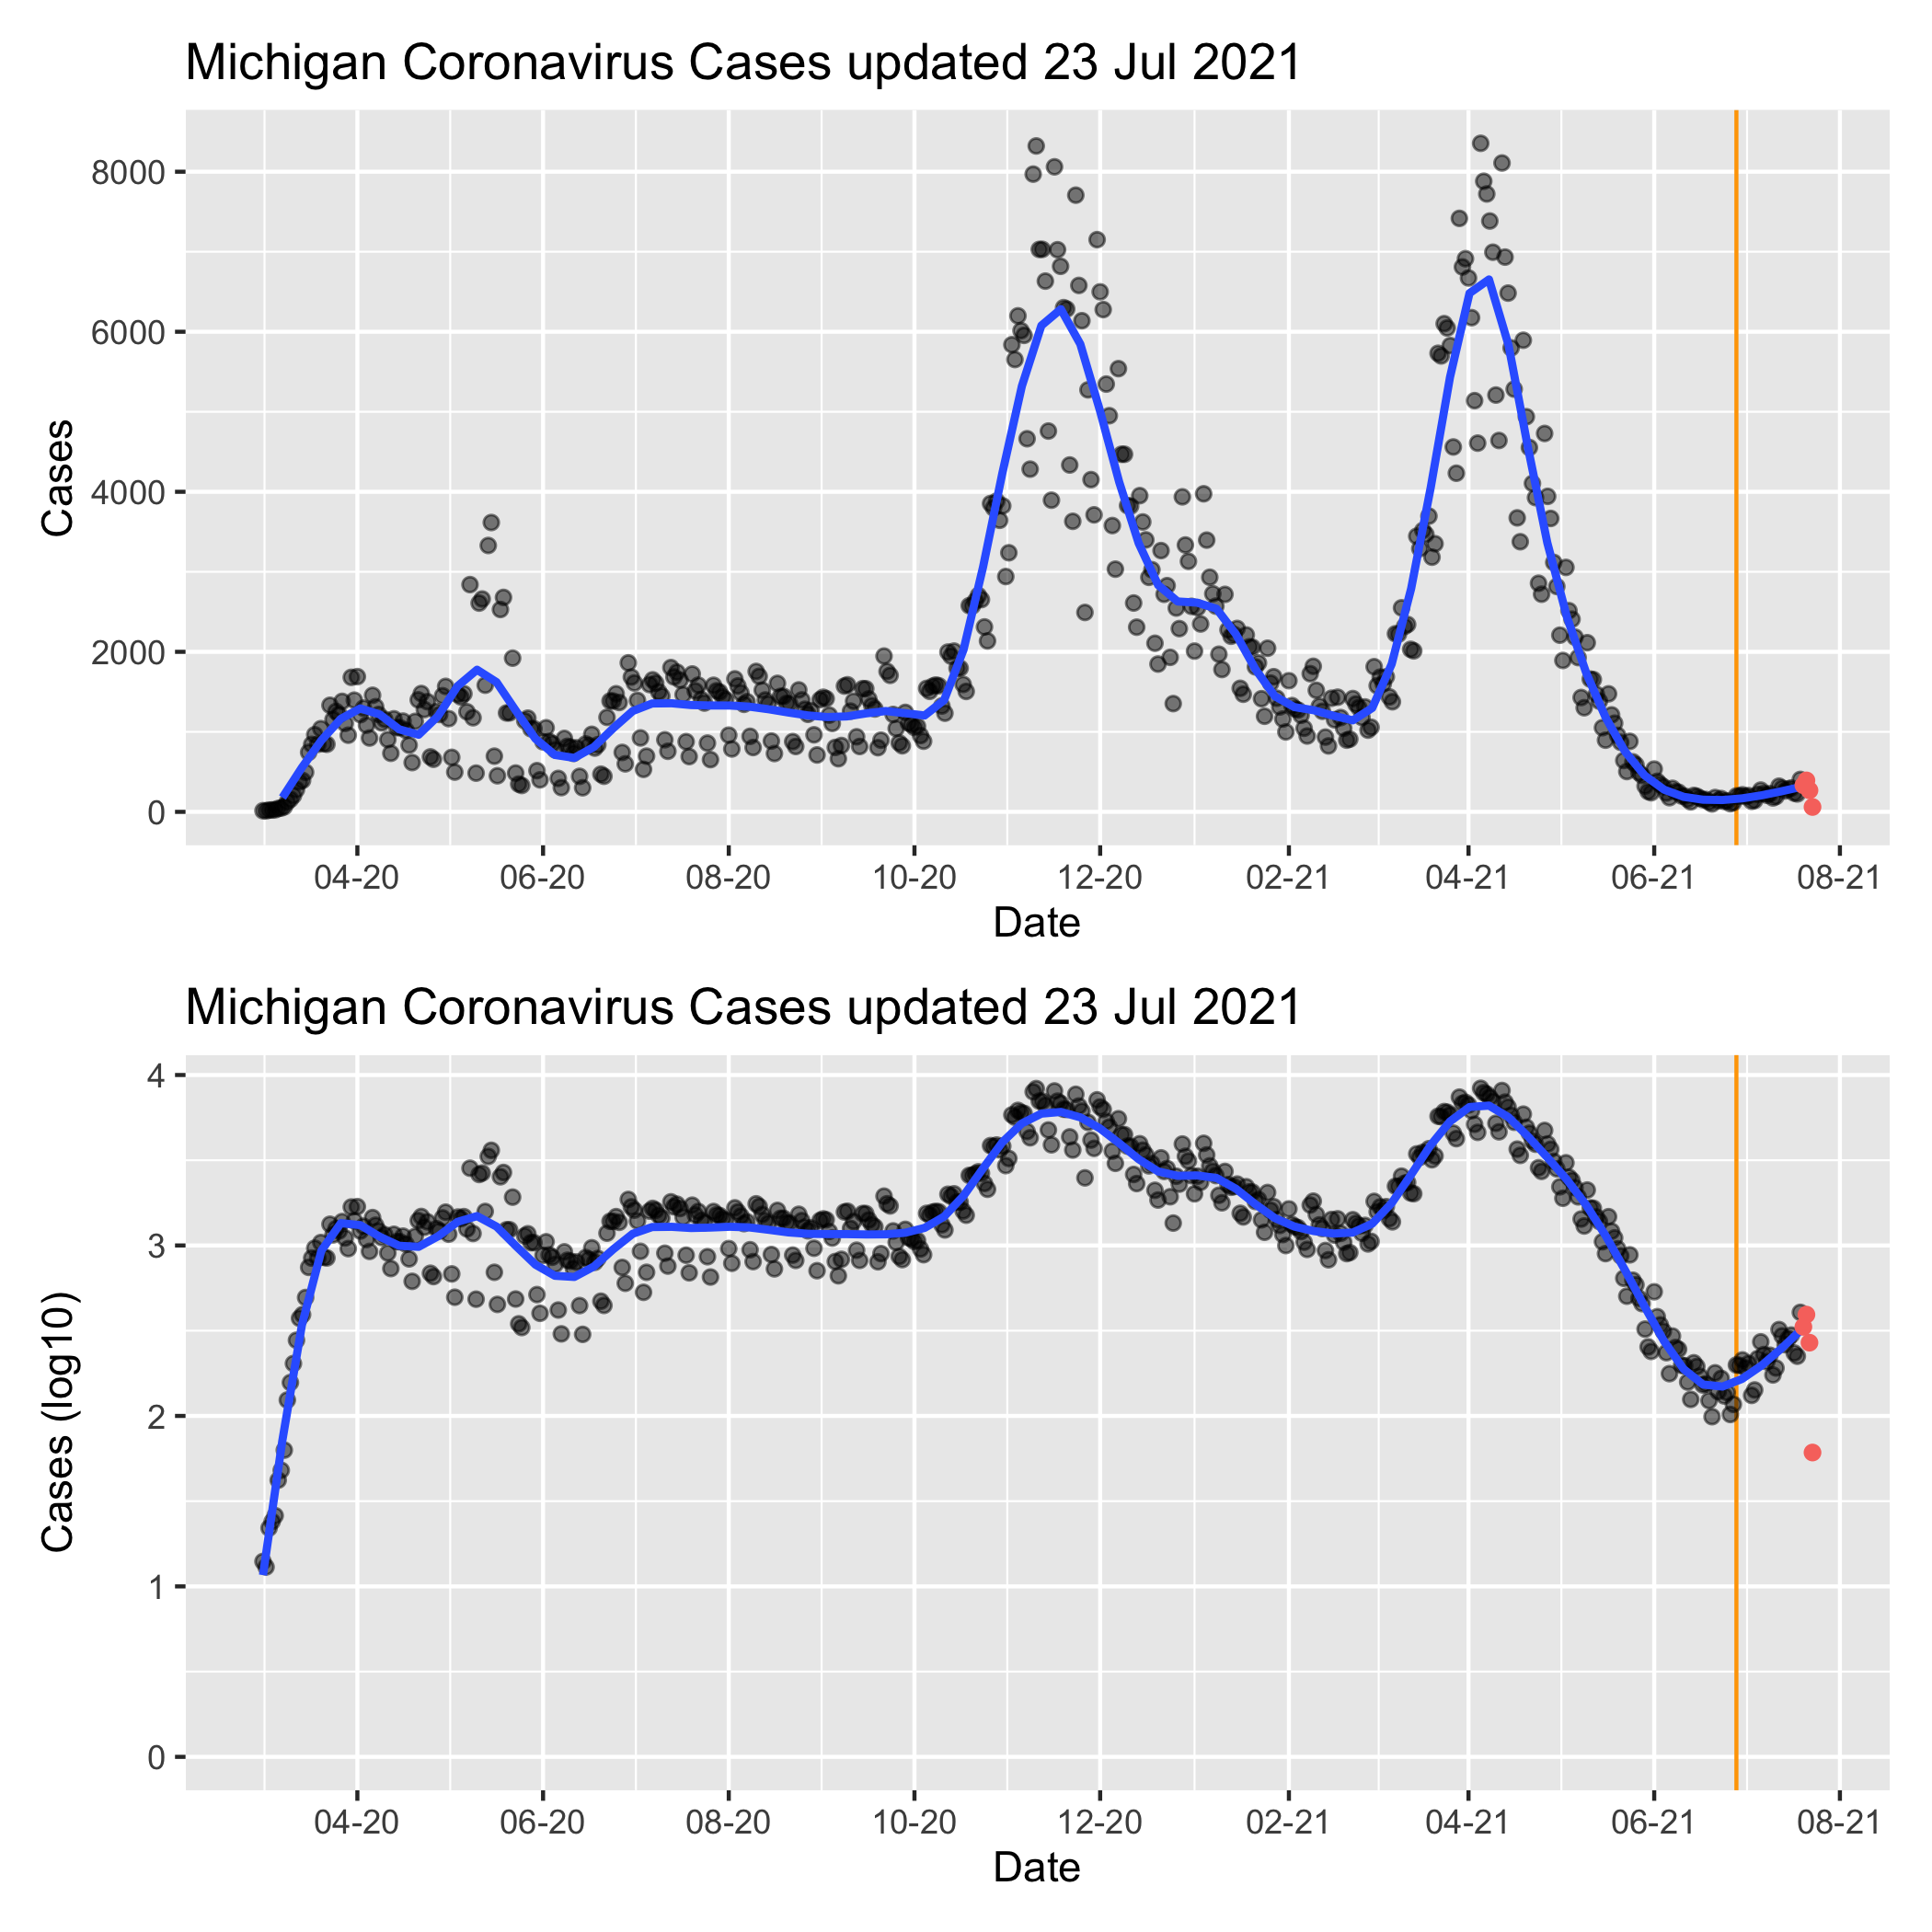 Michigan Coronavirus Cases updated 23 Jul 2021
8000
6000
4000
2000
0
Cases
04-20 06-20 08-20 10-20 12-20 02-21 04-21 06-21 08-21
Date
Michigan Coronavirus Cases updated 23 Jul 2021
4
3
2
1
0
Cases (log10)
04-20 06-20 08-20 10-20 12-20 02-21 04-21 06-21 08-21
Date